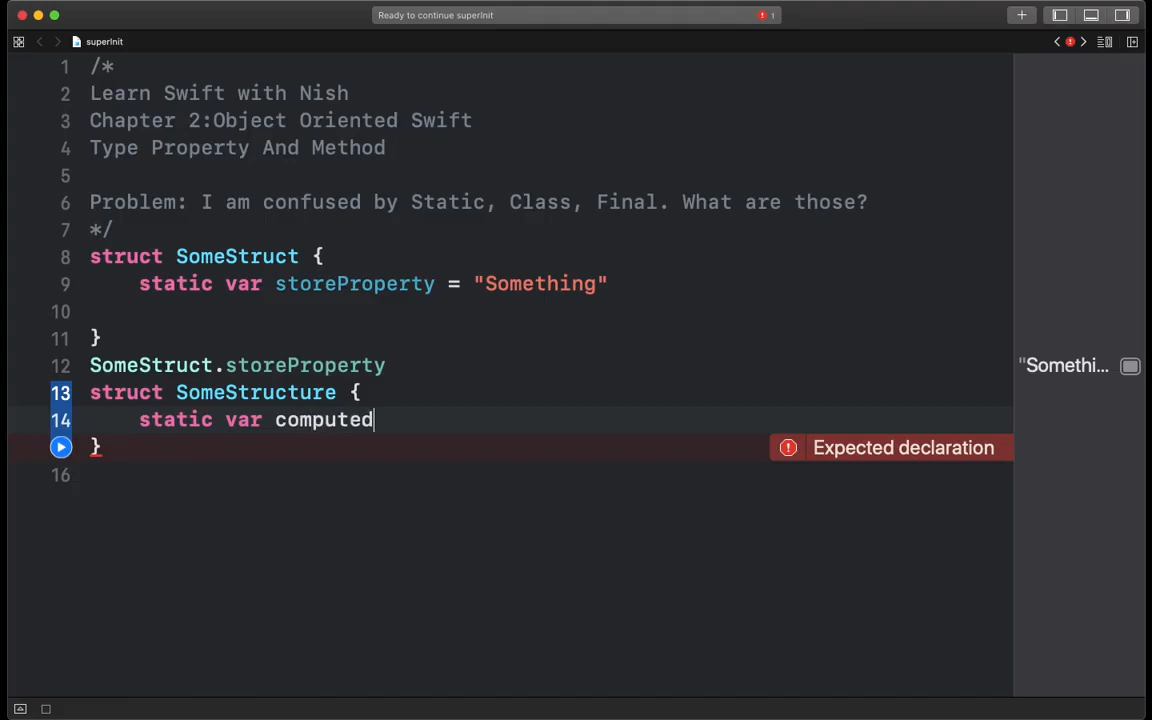 Ready to continue superInit
1
superInit
1 /*
2 Learn Swift with Nish
3 Chapter 2:Object Oriented Swift
4 Type Property And Method
5
6 Problem: I am confused by Static, Class, Final. What are those?
7 */
8 struct SomeStruct {
9 static var storeProperty = "Something"
10
11 }
12 SomeStruct.storeProperty "Somethi...
13 struct SomeStructure {
14 static var computed
} Expected declaration
16